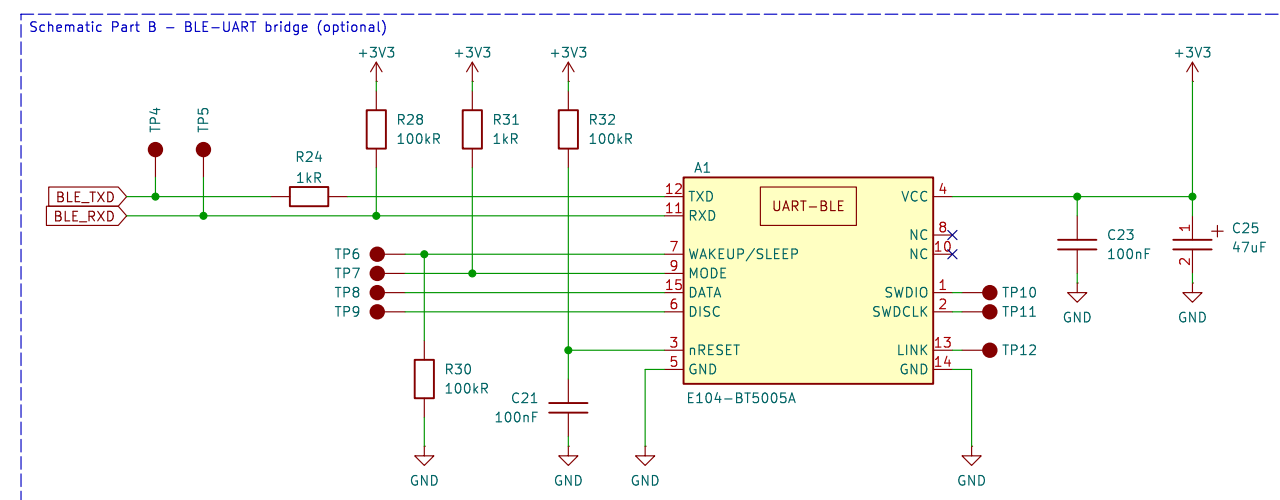 Schematic Part B - BLE-UART bridge (optional)
+3V3
+3V3
+3V3
+3V3
TP4
TP5
R28
100kR
R31
1kR
R32
100kR
R24
1kR
A1
BLE_TXD
BLE_RXD
12
TXD
11
RXD
UART-BLE
VCC
4
NC
8
NC
10
C23
100nF
1
2
C25
47uF
TP6
TP7
TP8
TP9
7
WAKEUP/SLEEP
9
MODE
15
DATA
6
DISC
SWDIO
1
TP10
SWDCLK
2
TP11
GND
GND
3
nRESET
5
GND
LINK
13
TP12
GND
14
R30
100kR
C21
100nF
E104-BT5005A
+
GND
GND
GND
GND